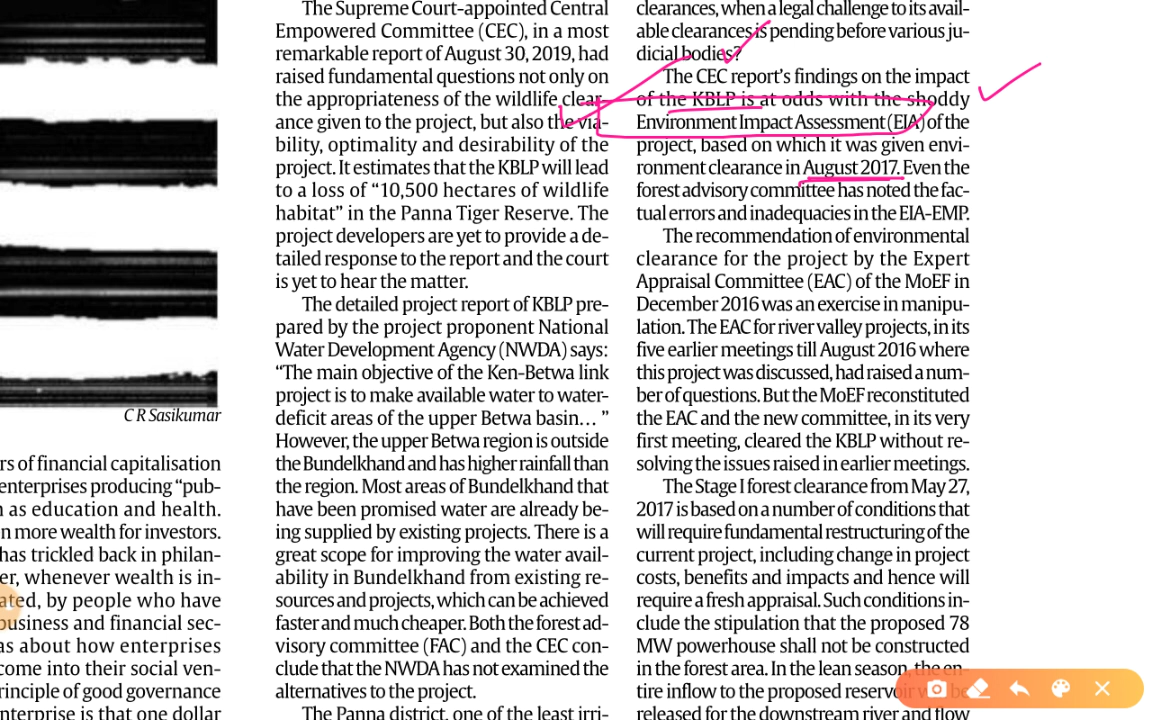 C R Sasikumar
rs of financial capitalisation
enterprises producing “pub-
as education and health.
n more wealth for investors.
has trickled back in philan-
er, whenever wealth is in-
ated, by people who have
business and financial sec-
as about how enterprises
come into their social ven-
rinciple of good governance
nterprise is that one dollar
The Supreme Court-appointed Central
Empowered Committee (CEC), in a most
remarkable report of August 30, 2019, had
raised fundamental questions not only on
the appropriateness of the wildlife clear-
ance given to the project, but also the via-
bility, optimality and desirability of the
project. It estimates that the KBLP will lead
to a loss of “10,500 hectares of wildlife
habitat” in the Panna Tiger Reserve. The
project developers are yet to provide a de-
tailed response to the report and the court
is yet to hear the matter.
The detailed project report of KBLP pre-
pared by the project proponent National
Water Development Agency (NWDA) says:
“The main objective of the Ken-Betwa link
project is to make available water to water-
deficit areas of the upper Betwa basin… ”
However, the upper Betwa region is outside
the Bundelkhand and has higher rainfall than
the region. Most areas of Bundelkhand that
have been promised water are already be-
ing supplied by existing projects. There is a
great scope for improving the water avail-
ability in Bundelkhand from existing re-
sources and projects, which can be achieved
faster and much cheaper. Both the forest ad-
visory committee (FAC) and the CEC con-
clude that the NWDA has not examined the
alternatives to the project.
The Panna district, one of the least irri-
clearances, when a legal challenge to its avail-
able clearances is pending before various ju-
dicial bodies?
The CEC report’s findings on the impact
of the KBLP is at odds with the shoddy
Environment Impact Assessment (EIA) of the
project, based on which it was given envi-
ronment clearance in August 2017. Even the
forest advisory committee has noted the fac-
tual errors and inadequacies in the EIA-EMP.
The recommendation of environmental
clearance for the project by the Expert
Appraisal Committee (EAC) of the MoEF in
December 2016 was an exercise in manipu-
lation. The EAC for river valley projects, in its
five earlier meetings till August 2016 where
this project was discussed, had raised a num-
ber of questions. But the MoEF reconstituted
the EAC and the new committee, in its very
first meeting, cleared the KBLP without re-
solving the issues raised in earlier meetings.
The Stage I forest clearance from May 27,
2017 is based on a number of conditions that
will require fundamental restructuring of the
current project, including change in project
costs, benefits and impacts and hence will
require a fresh appraisal. Such conditions in-
clude the stipulation that the proposed 78
MW powerhouse shall not be constructed
in the forest area. In the lean season, the en-
tire inflow to the proposed reservoir will be
released for the downstream river and flow